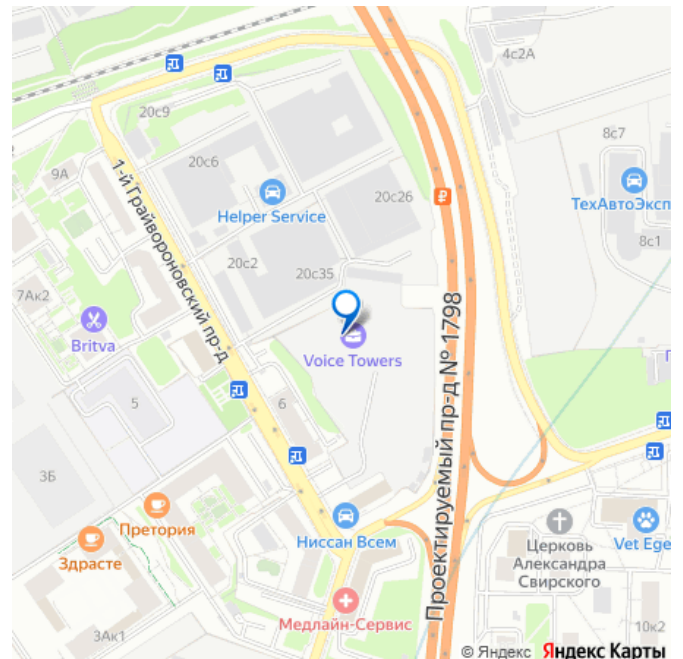 4с2А
20с9
8с7
20с6
9А
ТехАвтоЭксп
20с26
Helper Service
8с1
1-й Грайвороновский пр-д
20с2
20с35
7Ак2
Britva
Voice Towers
Проектируемый пр-д № 1798
5
6
3Б
Претория
Ниссан Всем
Здрасте
Церковь
Александра
Свирского
Vet Ege
Медлайн-Сервис
10к2
3Ак1
© Яндекс Яндекс Карты